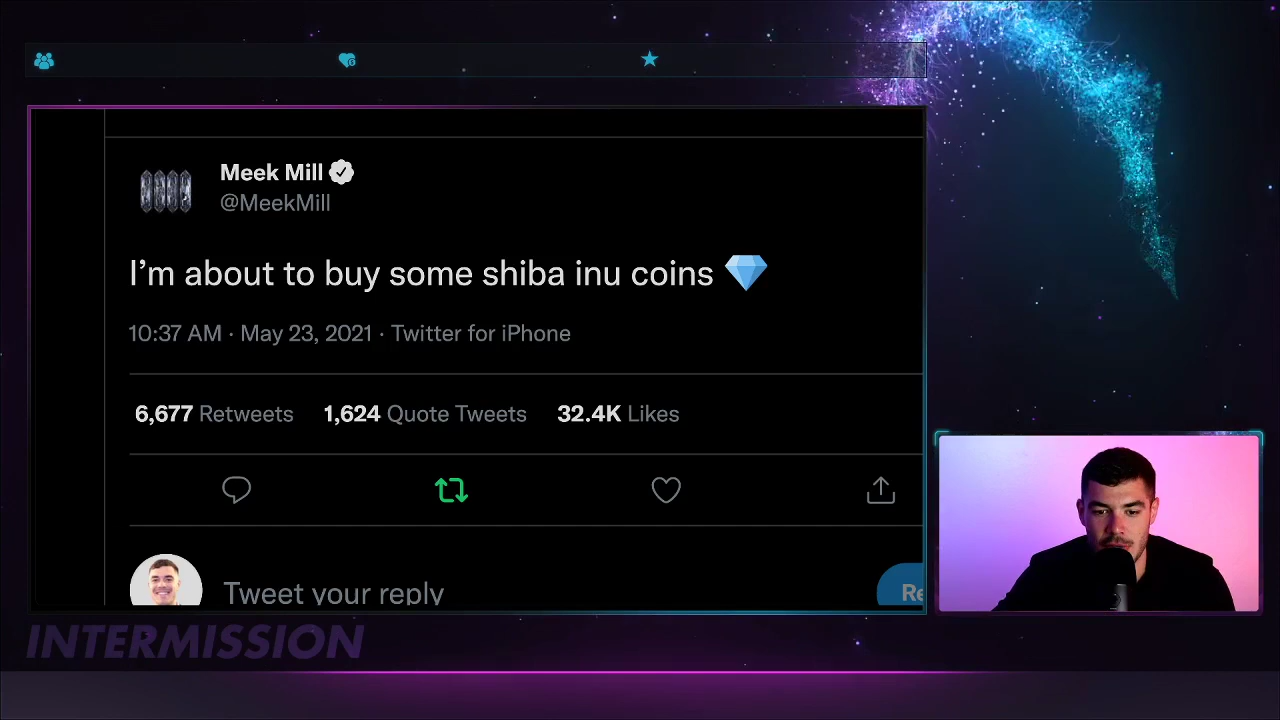 Meek Mill
@MeekMill
I’m about to buy some shiba inu coins 💎
10:37 AM · May 23, 2021 · Twitter for iPhone
6,677 Retweets 1,624 Quote Tweets 32.4K Likes
Tweet your reply
Re
INTERMISSION